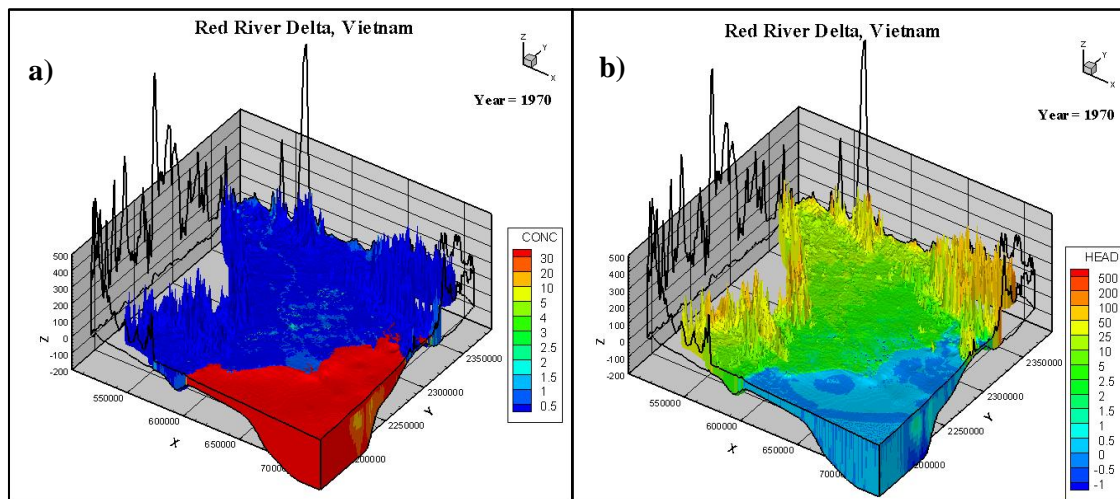 Red River Delta, Vietnam
a)
Z
Y
X
Year = 1970
CONC
30
20
10
5
4
3
2.5
2
1.5
1
0.5
500
400
300
200
100
0
-100
-200
Z
550000
600000
650000
X
2250000
2300000
2350000
Y
Red River Delta, Vietnam
b)
Z
Y
X
Year = 1970
HEAD
500
200
100
50
25
10
5
2.5
2
1.5
1
0.5
0
-0.5
-1
500
400
300
200
100
0
-100
-200
Z
550000
600000
650000
X
2250000
2300000
2350000
Y